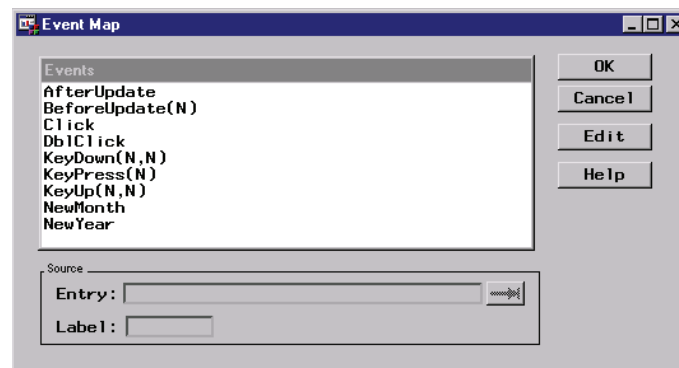 Event Map
Events
AfterUpdate
BeforeUpdate(N)
Click
DblClick
KeyDown(N,N)
KeyPress(N)
KeyUp(N,N)
NewMonth
NewYear
OK
Cancel
Edit
Help
Source
Entry:
Label: